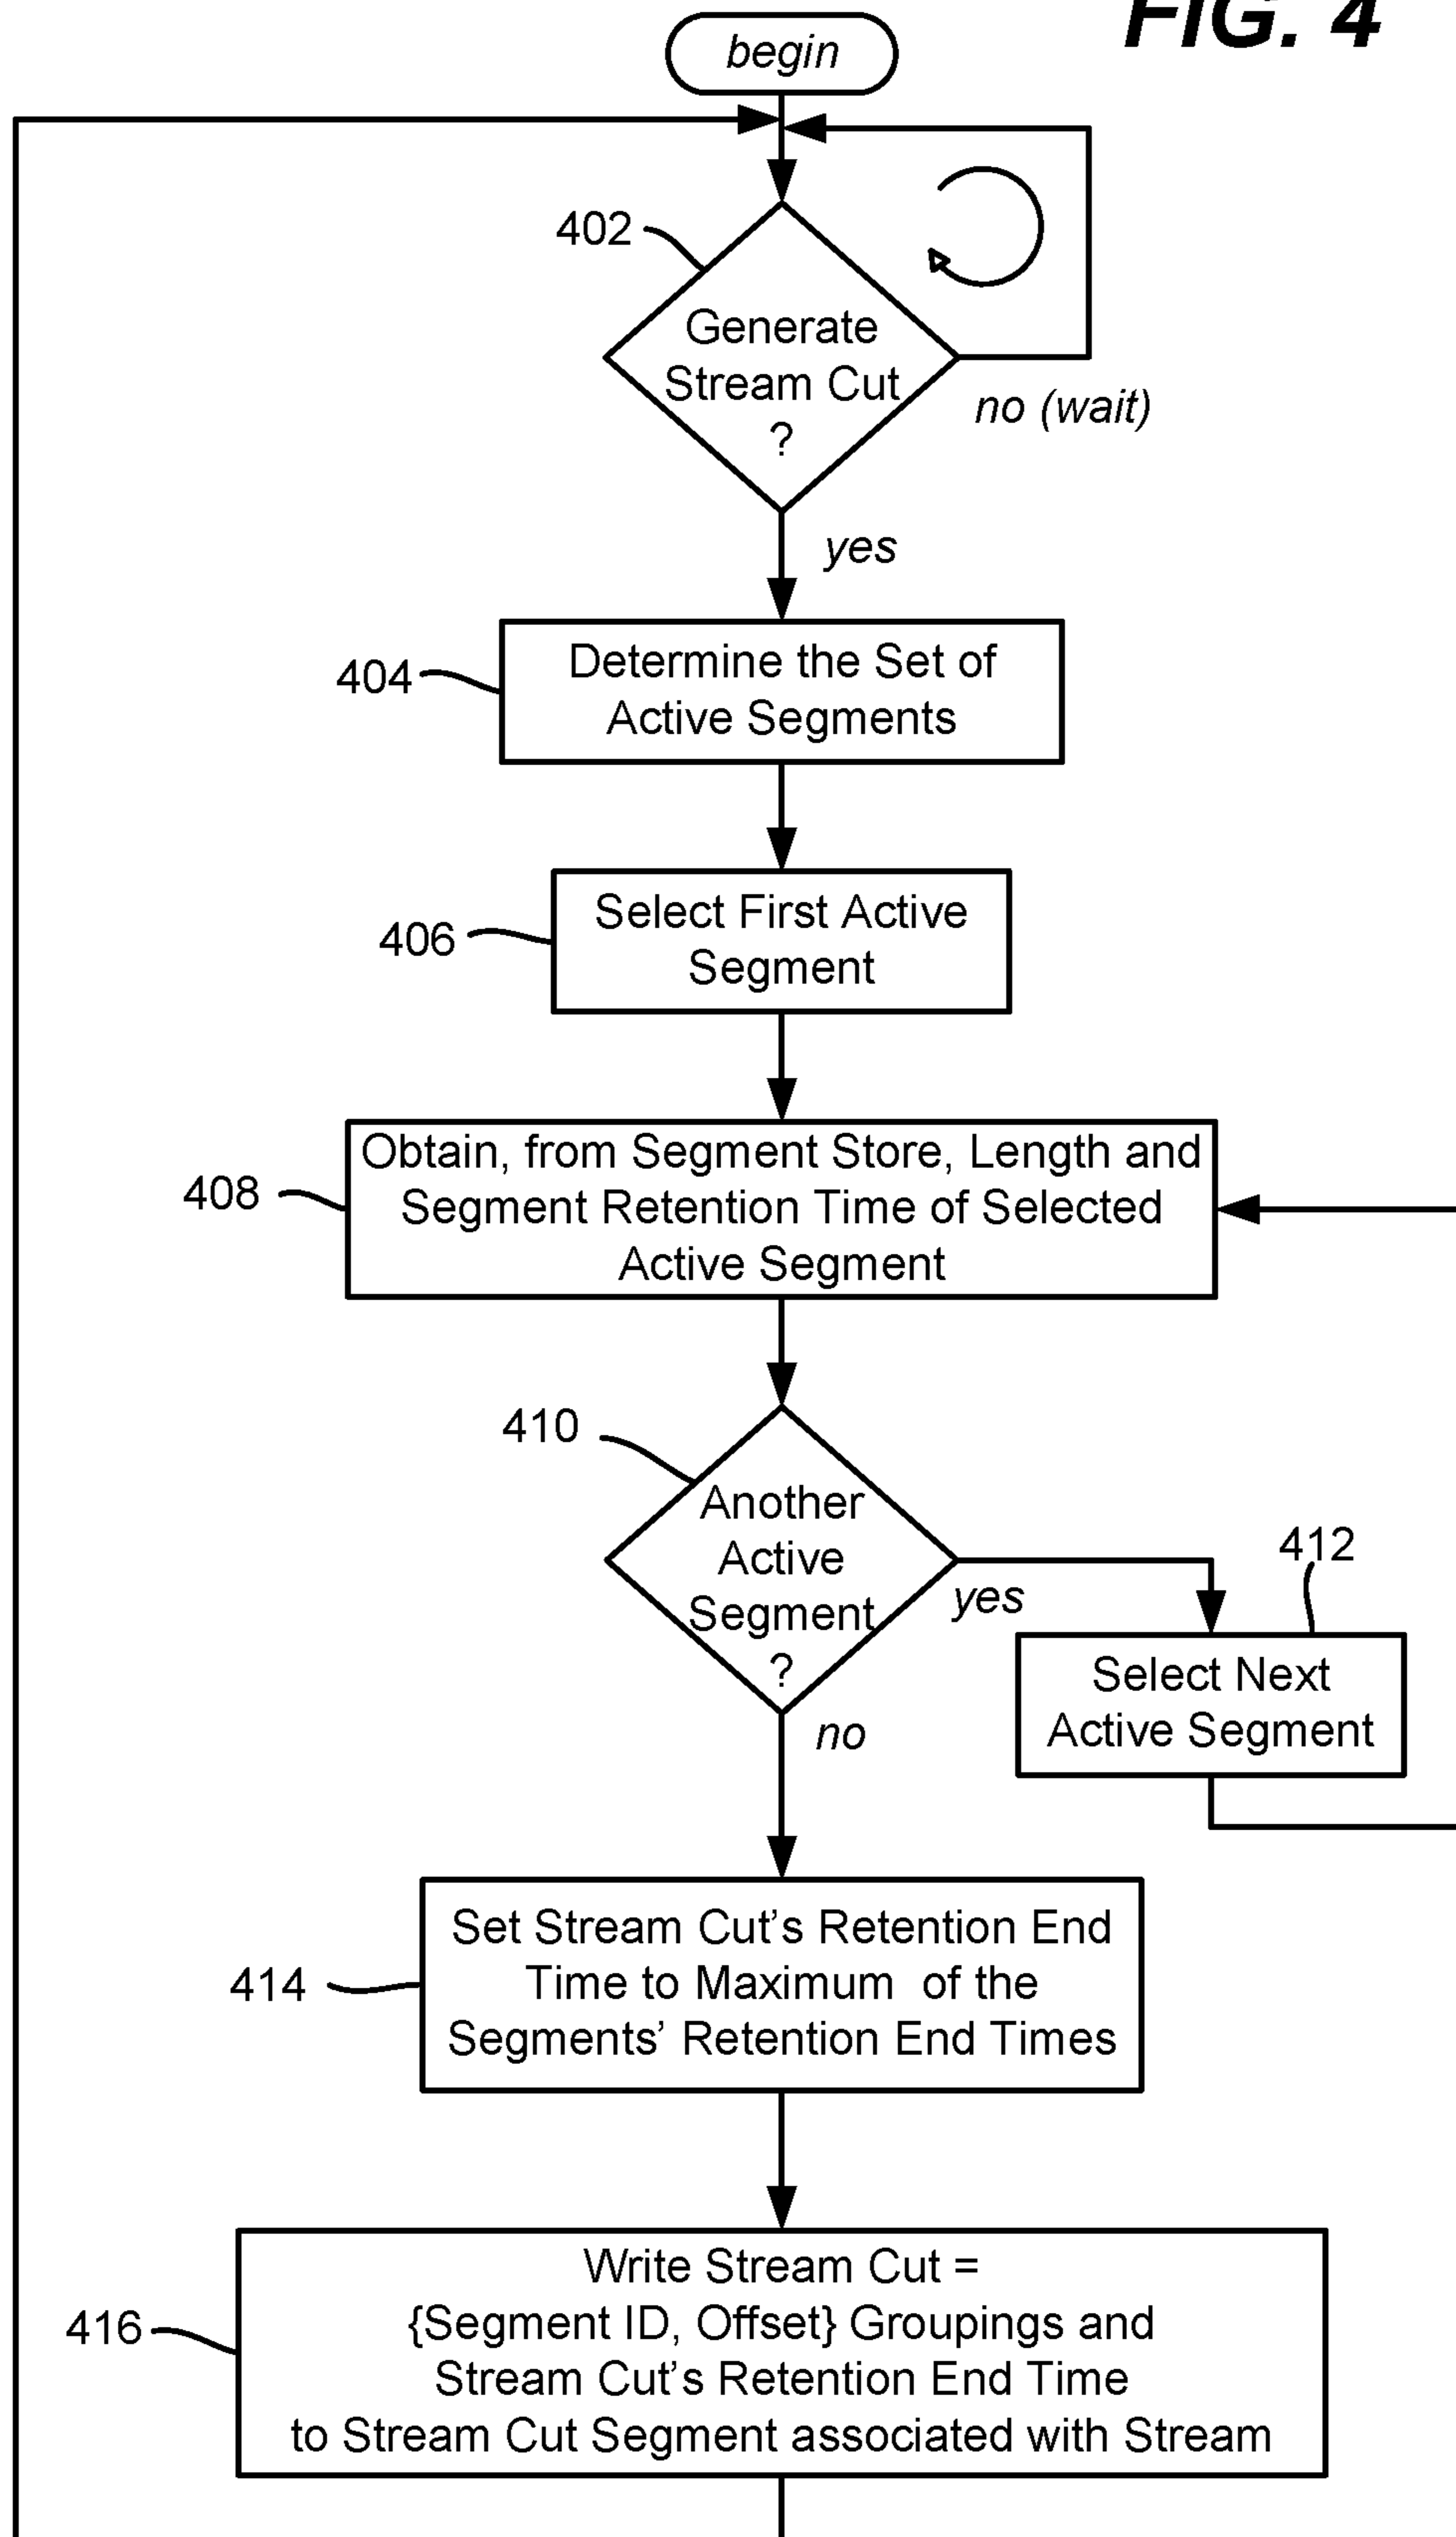 FIG. 4
begin
402
Generate
Stream Cut
?
no (wait)
yes
404
Determine the Set of
Active Segments
406
Select First Active
Segment
408
Obtain, from Segment Store, Length and
Segment Retention Time of Selected
Active Segment
410
Another
Active
Segment
?
yes
412
Select Next
Active Segment
no
414
Set Stream Cut's Retention End
Time to Maximum of the
Segments' Retention End Times
416
Write Stream Cut =
{Segment ID, Offset} Groupings and
Stream Cut's Retention End Time
to Stream Cut Segment associated with Stream